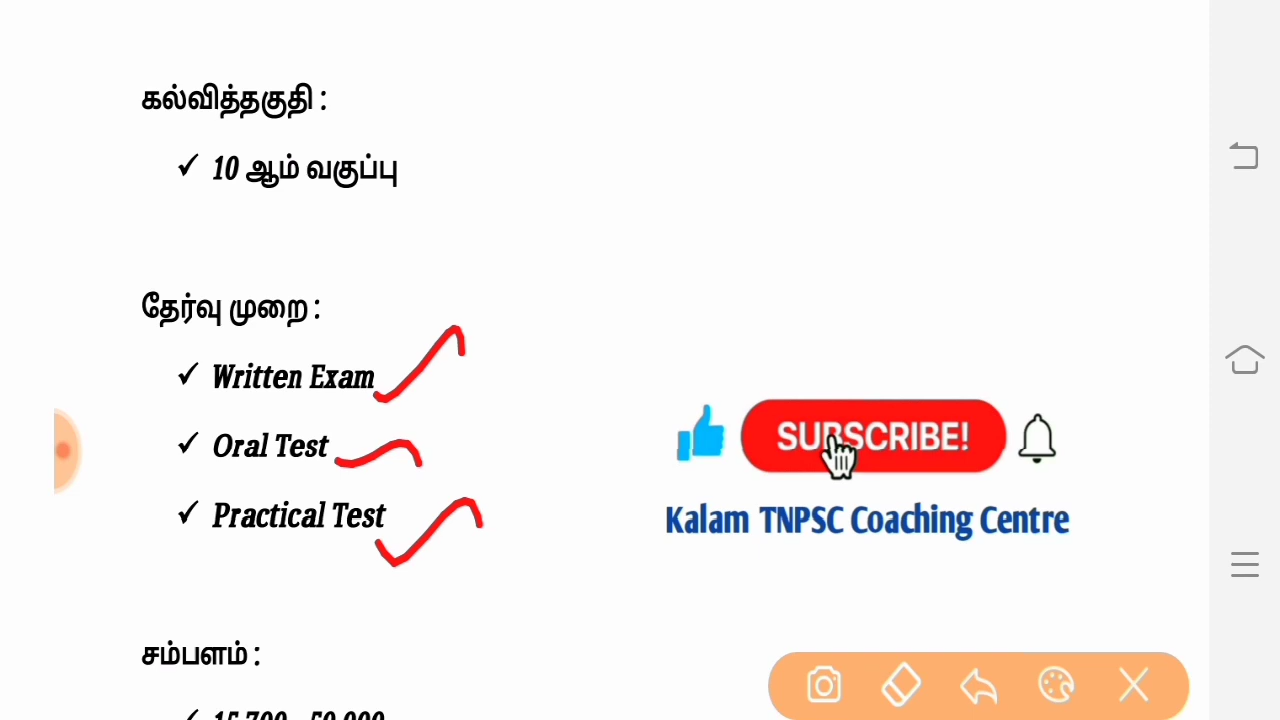 கல்வித்தகுதி :
✓ 10 ஆம் வகுப்பு
தேர்வு முறை :
✓ Written Exam
✓ Oral Test
✓ Practical Test
SUBSCRIBE!
Kalam TNPSC Coaching Centre
சம்பளம் :